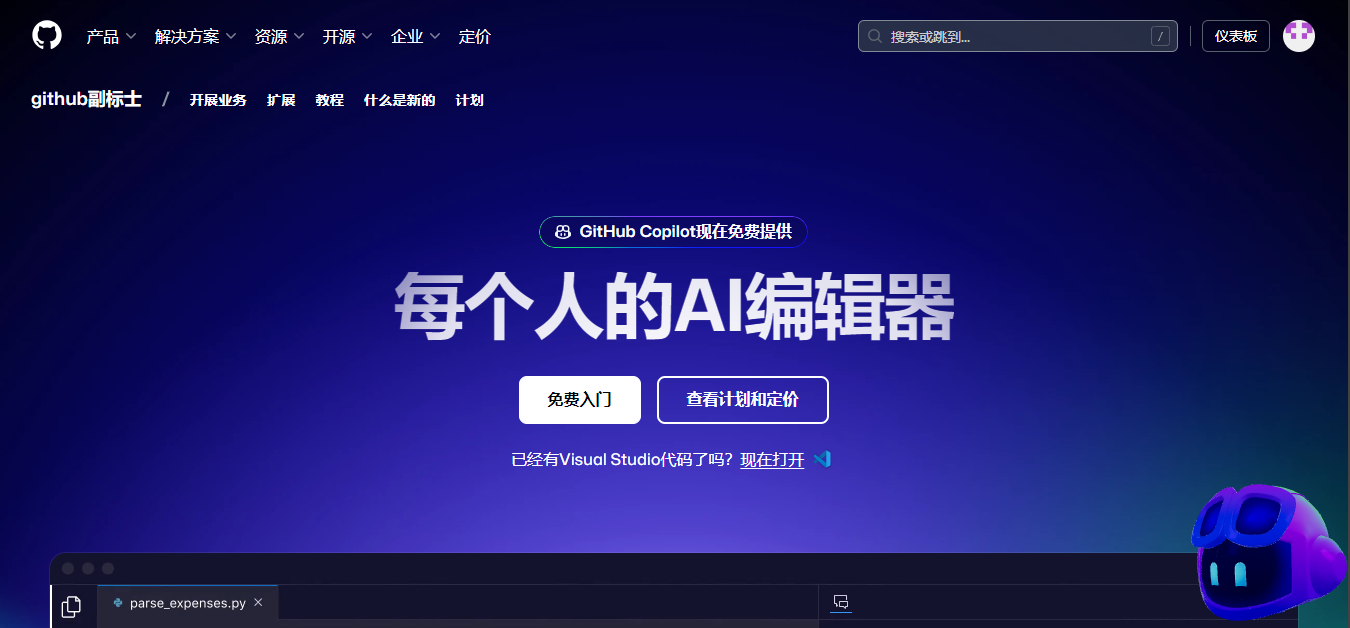 产品 解决方案 资源 开源 企业 定价 搜索或跳到... / 仪表板
github副标士 / 开展业务 扩展 教程 什么是新的 计划
GitHub Copilot现在免费提供
每个人的AI编辑器
免费入门 查看计划和定价
已经有Visual Studio代码了吗？现在打开
parse_expenses.py